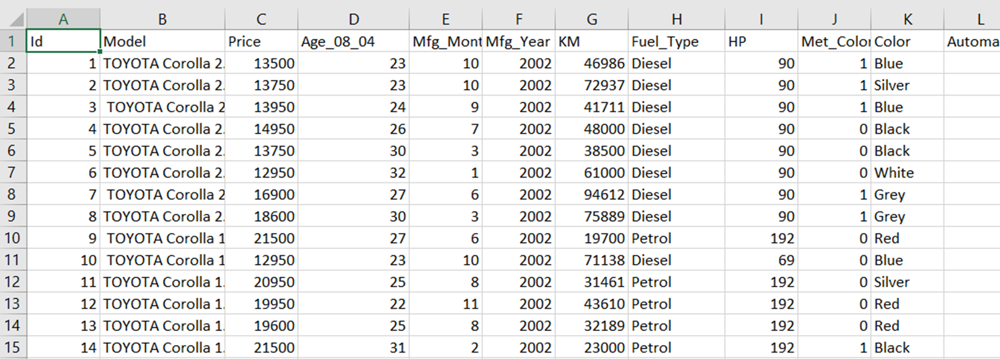 A B C D E F G H I J K L
1 Id Model Price Age_08_04 Mfg_Mont Mfg_Year KM Fuel_Type HP Met_Color Color Automa
2 1 TOYOTA Corolla 2. 13500 23 10 2002 46986 Diesel 90 1 Blue
3 2 TOYOTA Corolla 2. 13750 23 10 2002 72937 Diesel 90 1 Silver
4 3 TOYOTA Corolla 2 13950 24 9 2002 41711 Diesel 90 1 Blue
5 4 TOYOTA Corolla 2. 14950 26 7 2002 48000 Diesel 90 0 Black
6 5 TOYOTA Corolla 2. 13750 30 3 2002 38500 Diesel 90 0 Black
7 6 TOYOTA Corolla 2. 12950 32 1 2002 61000 Diesel 90 0 White
8 7 TOYOTA Corolla 2 16900 27 6 2002 94612 Diesel 90 1 Grey
9 8 TOYOTA Corolla 2. 18600 30 3 2002 75889 Diesel 90 1 Grey
10 9 TOYOTA Corolla 1 21500 27 6 2002 19700 Petrol 192 0 Red
11 10 TOYOTA Corolla 1 12950 23 10 2002 71138 Diesel 69 0 Blue
12 11 TOYOTA Corolla 1. 20950 25 8 2002 31461 Petrol 192 0 Silver
13 12 TOYOTA Corolla 1. 19950 22 11 2002 43610 Petrol 192 0 Red
14 13 TOYOTA Corolla 1. 19600 25 8 2002 32189 Petrol 192 0 Red
15 14 TOYOTA Corolla 1. 21500 31 2 2002 23000 Petrol 192 1 Black